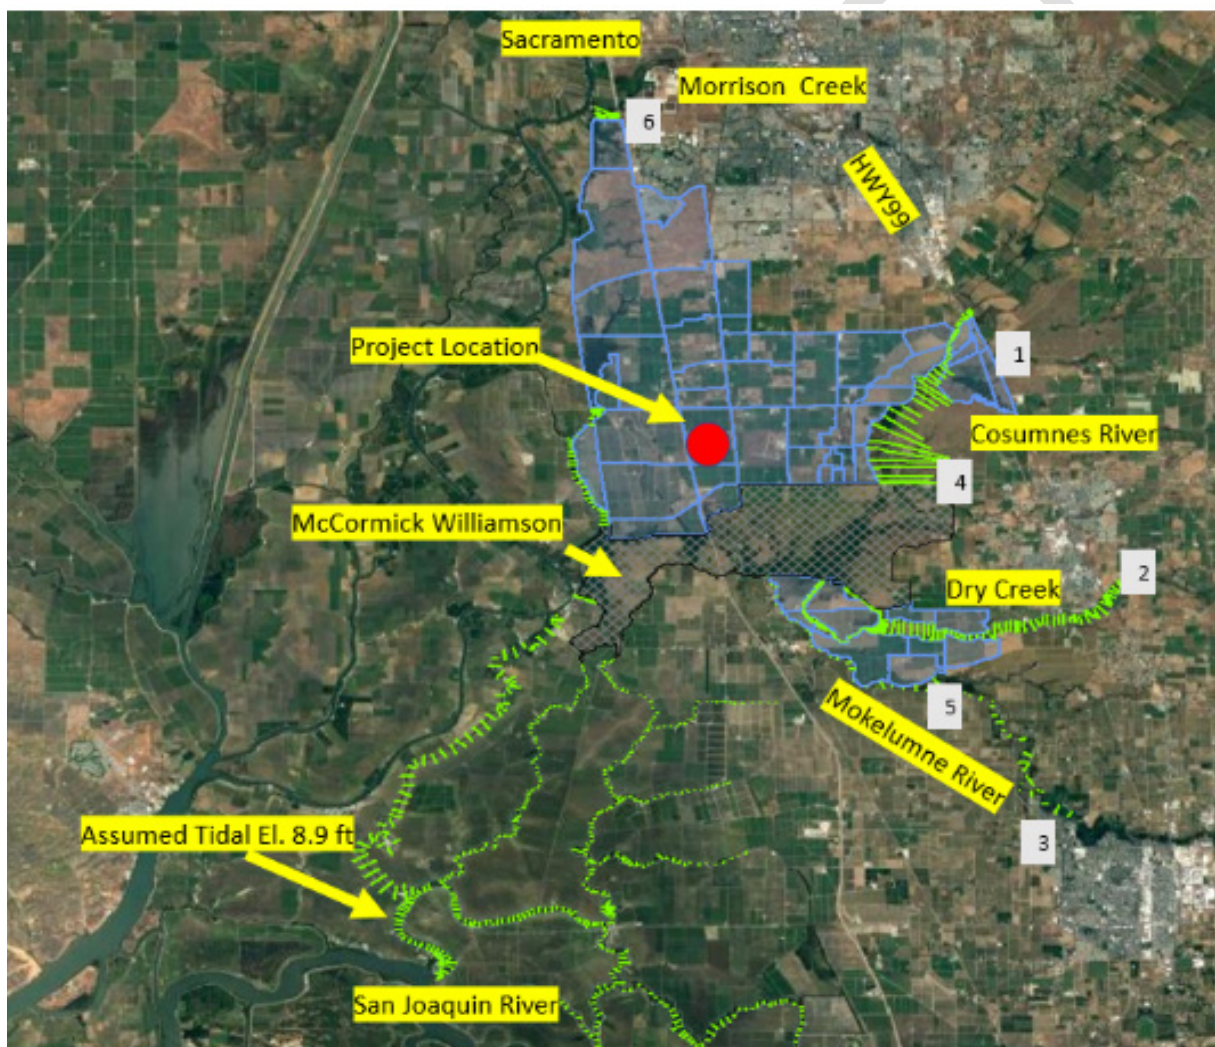 Sacramento
Morrison Creek
6
HWY99
Project Location
1
Cosumnes River
4
McCormick Williamson
2
Dry Creek
5
Mokelumne River
Assumed Tidal El. 8.9 ft
3
San Joaquin River